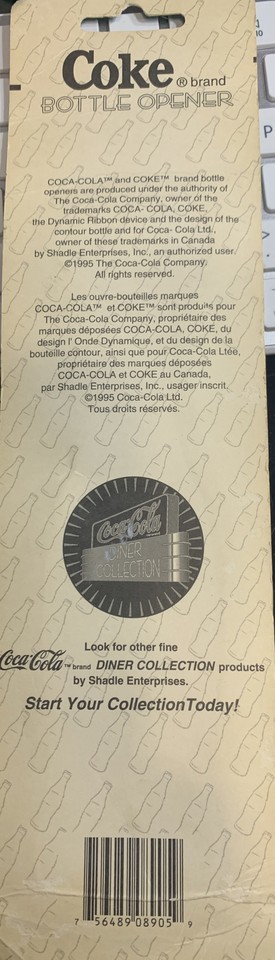 Coke ® brand
BOTTLE OPENER
COCA-COLA™ and COKE™ brand bottle
openers are produced under the authority of
The Coca-Cola Company, owner of the
trademarks COCA- COLA, COKE,
the Dynamic Ribbon device and the design of the
contour bottle and for Coca- Cola Ltd.,
owner of these trademarks in Canada
by Shadle Enterprises, Inc., an authorized user.
©1995 The Coca-Cola Company.
All rights reserved.
Les ouvre-bouteilles marques
COCA-COLA™ et COKE™ sont produits pour
The Coca-Cola Company, propriétaire des
marques déposées COCA-COLA, COKE, du
design l' Onde Dynamique, et du design de la
bouteille contour, ainsi que pour Coca-Cola Ltée,
propriétaire des marques déposées
COCA-COLA et COKE au Canada,
par Shadle Enterprises, Inc., usager inscrit.
©1995 Coca-Cola Ltd.
Tous droits réservés.
Coca-Cola
DINER
COLLECTION
Look for other fine
Coca-Cola ™ brand DINER COLLECTION products
by Shadle Enterprises.
Start Your CollectionToday!
7 56489 08905 9